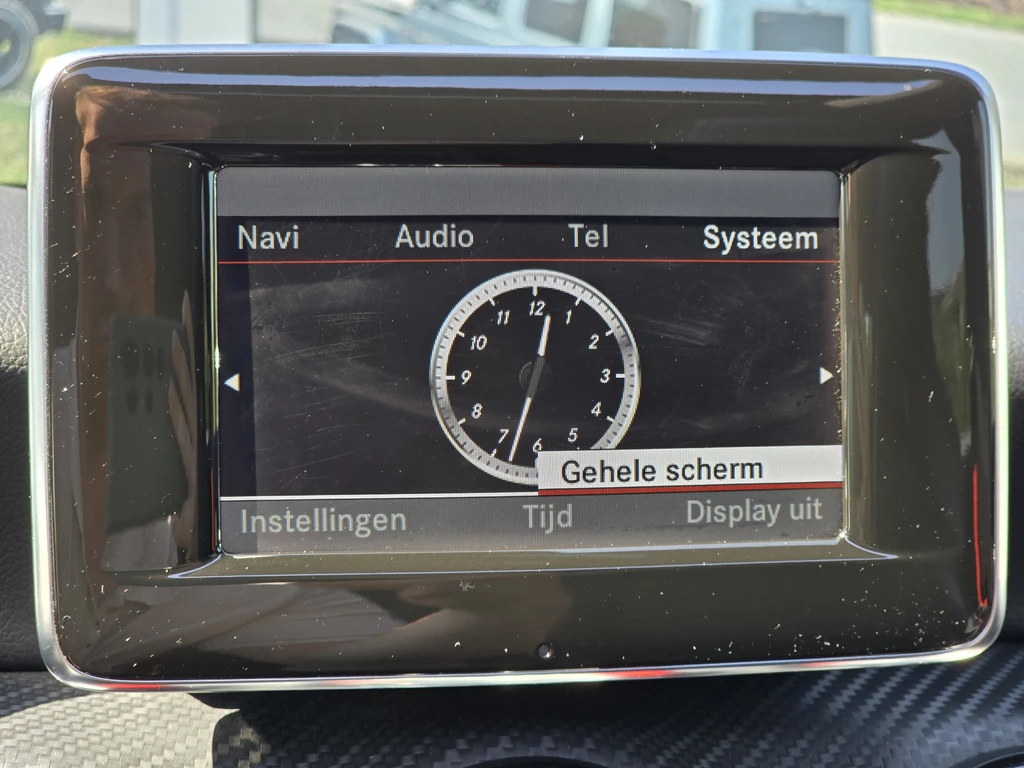 Navi Audio Tel Systeem
12
11 1
10 2
9 3
8 4
7 6 5
Gehele scherm
Instellingen Tijd Display uit